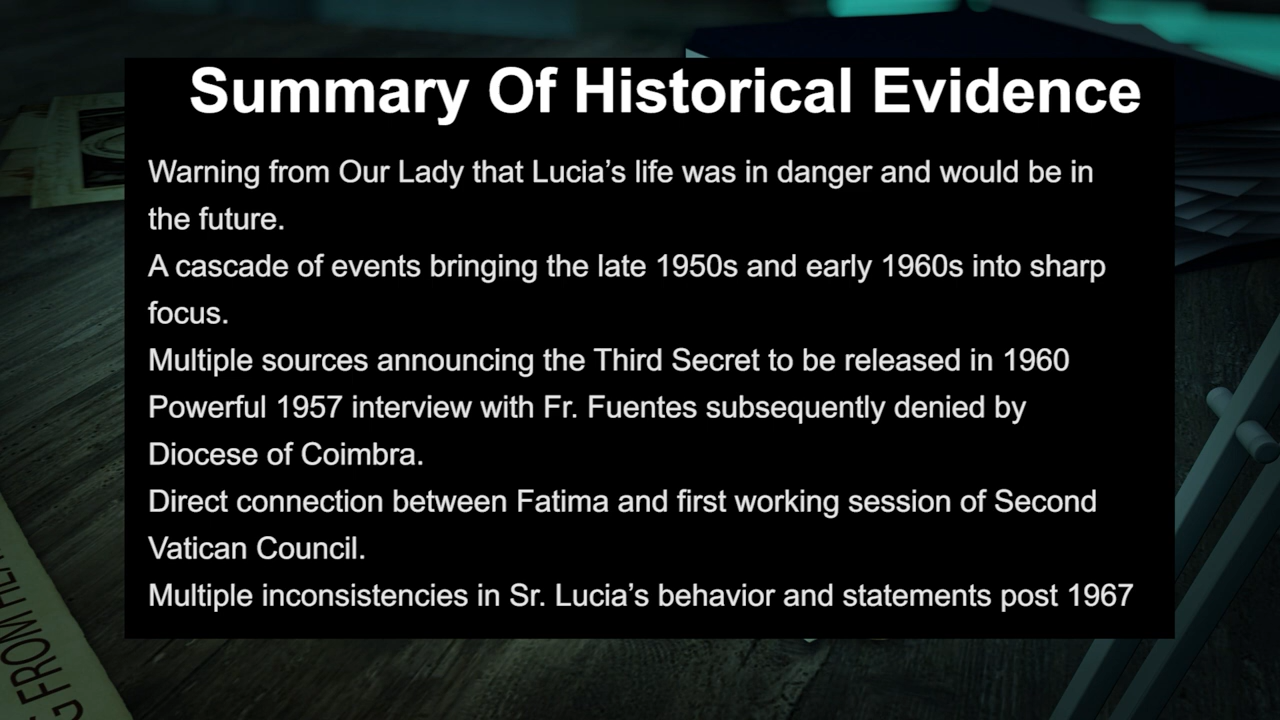 Summary Of Historical Evidence
Warning from Our Lady that Lucia’s life was in danger and would be in
the future.
A cascade of events bringing the late 1950s and early 1960s into sharp
focus.
Multiple sources announcing the Third Secret to be released in 1960
Powerful 1957 interview with Fr. Fuentes subsequently denied by
Diocese of Coimbra.
Direct connection between Fatima and first working session of Second
Vatican Council.
Multiple inconsistencies in Sr. Lucia’s behavior and statements post 1967
FROM